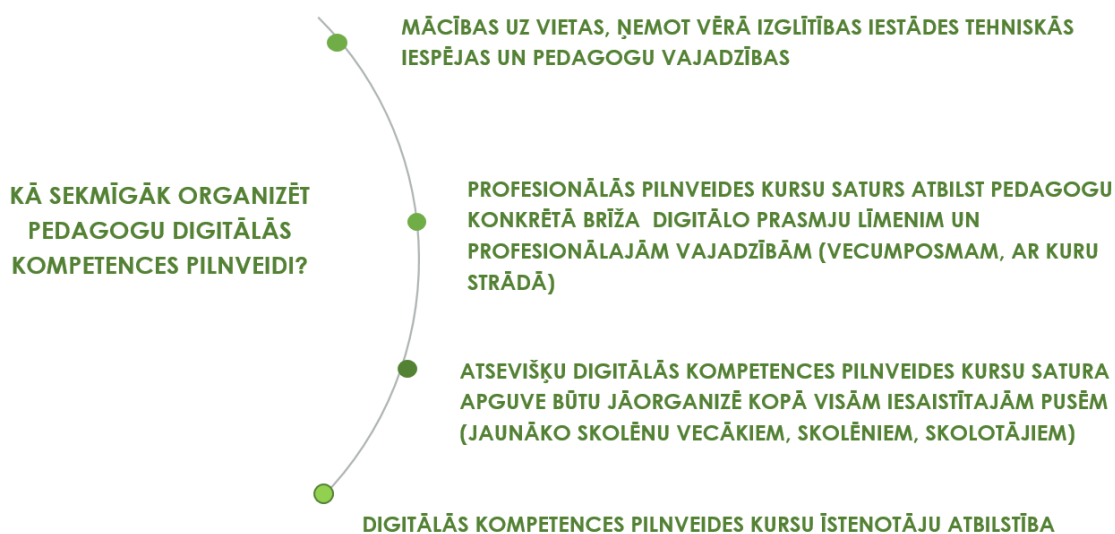 KĀ SEKMĪGĀK ORGANIZĒT
PEDAGOGU DIGITĀLĀS
KOMPETENCES PILNVEIDI?
MĀCĪBAS UZ VIETAS, ŅEMOT VĒRĀ IZGLĪTĪBAS IESTĀDES TEHNISKĀS
IESPĒJAS UN PEDAGOGU VAJADZĪBAS
PROFESIONĀLĀS PILNVEIDES KURSU SATURS ATBILST PEDAGOGU
KONKRĒTĀ BRĪŽA DIGITĀLO PRASMJU LĪMENIM UN
PROFESIONĀLAJĀM VAJADZĪBĀM (VECUMPOSMAM, AR KURU
STRĀDĀ)
ATSEVIŠĶU DIGITĀLĀS KOMPETENCES PILNVEIDES KURSU SATURA
APGUVE BŪTU JĀORGANIZĒ KOPĀ VISĀM IESAISTĪTAJĀM PUSĒM
(JAUNĀKO SKOLĒNU VECĀKIEM, SKOLĒNIEM, SKOLOTĀJIEM)
DIGITĀLĀS KOMPETENCES PILNVEIDES KURSU ĪSTENOTĀJU ATBILSTĪBA